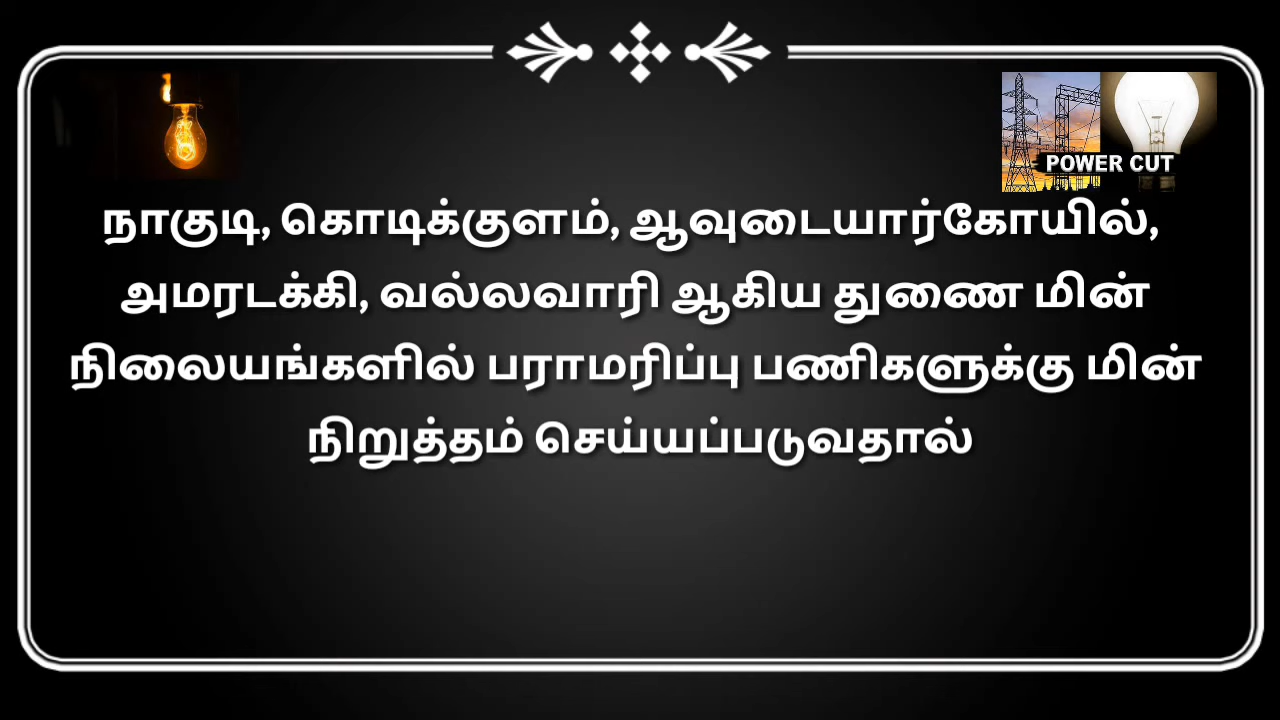 POWER CUT
நாகுடி, கொடிக்குளம், ஆவுடையார்கோயில்,
அமரடக்கி, வல்லவாரி ஆகிய துணை மின்
நிலையங்களில் பராமரிப்பு பணிகளுக்கு மின்
நிறுத்தம் செய்யப்படுவதால்